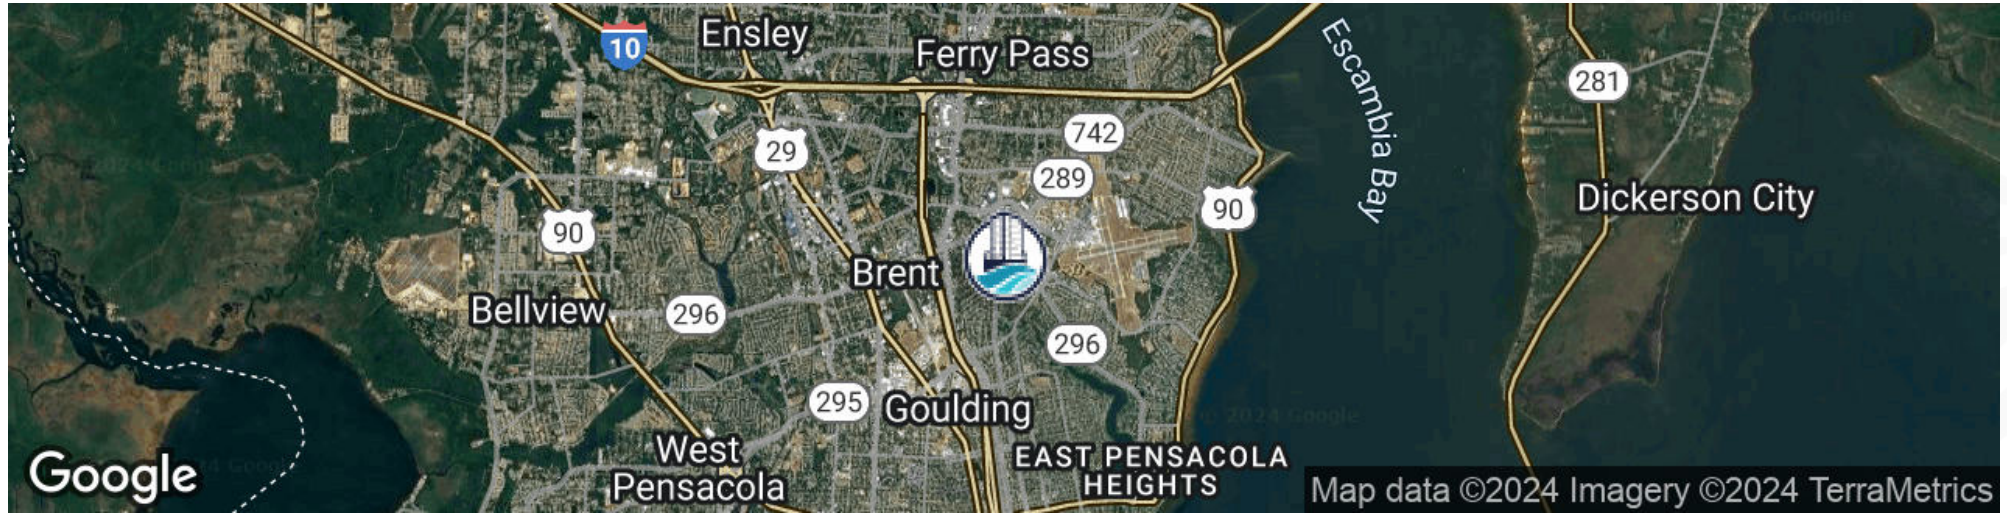 Ensley
10
Ferry Pass
Escambia Bay
281
742
29
289
90
90
Dickerson City
Brent
Bellview
296
296
295
Goulding
West
Pensacola
EAST PENSACOLA
HEIGHTS
Google
Map data ©2024 Imagery ©2024 TerraMetrics